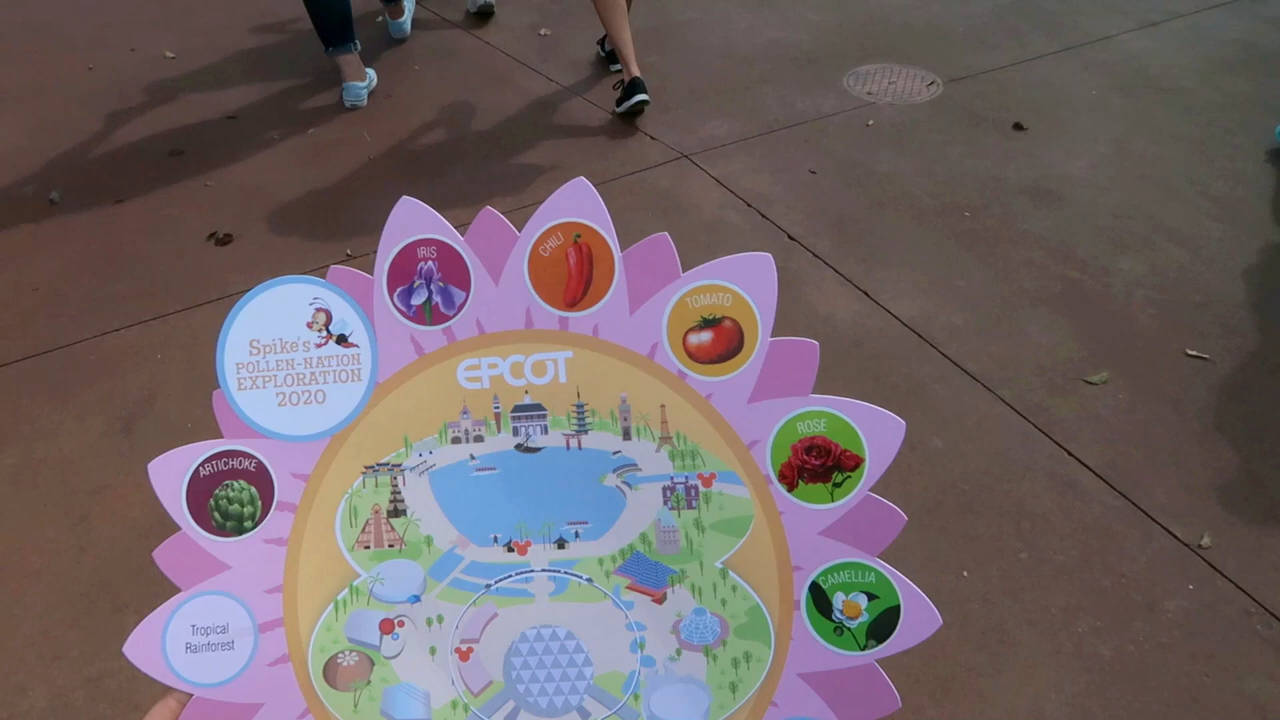 IRIS
CHILI
TOMATO
Spike's
POLLEN-NATION
EXPLORATION
2020
EPCOT
ROSE
ARTICHOKE
CAMELLIA
Tropical
Rainforest